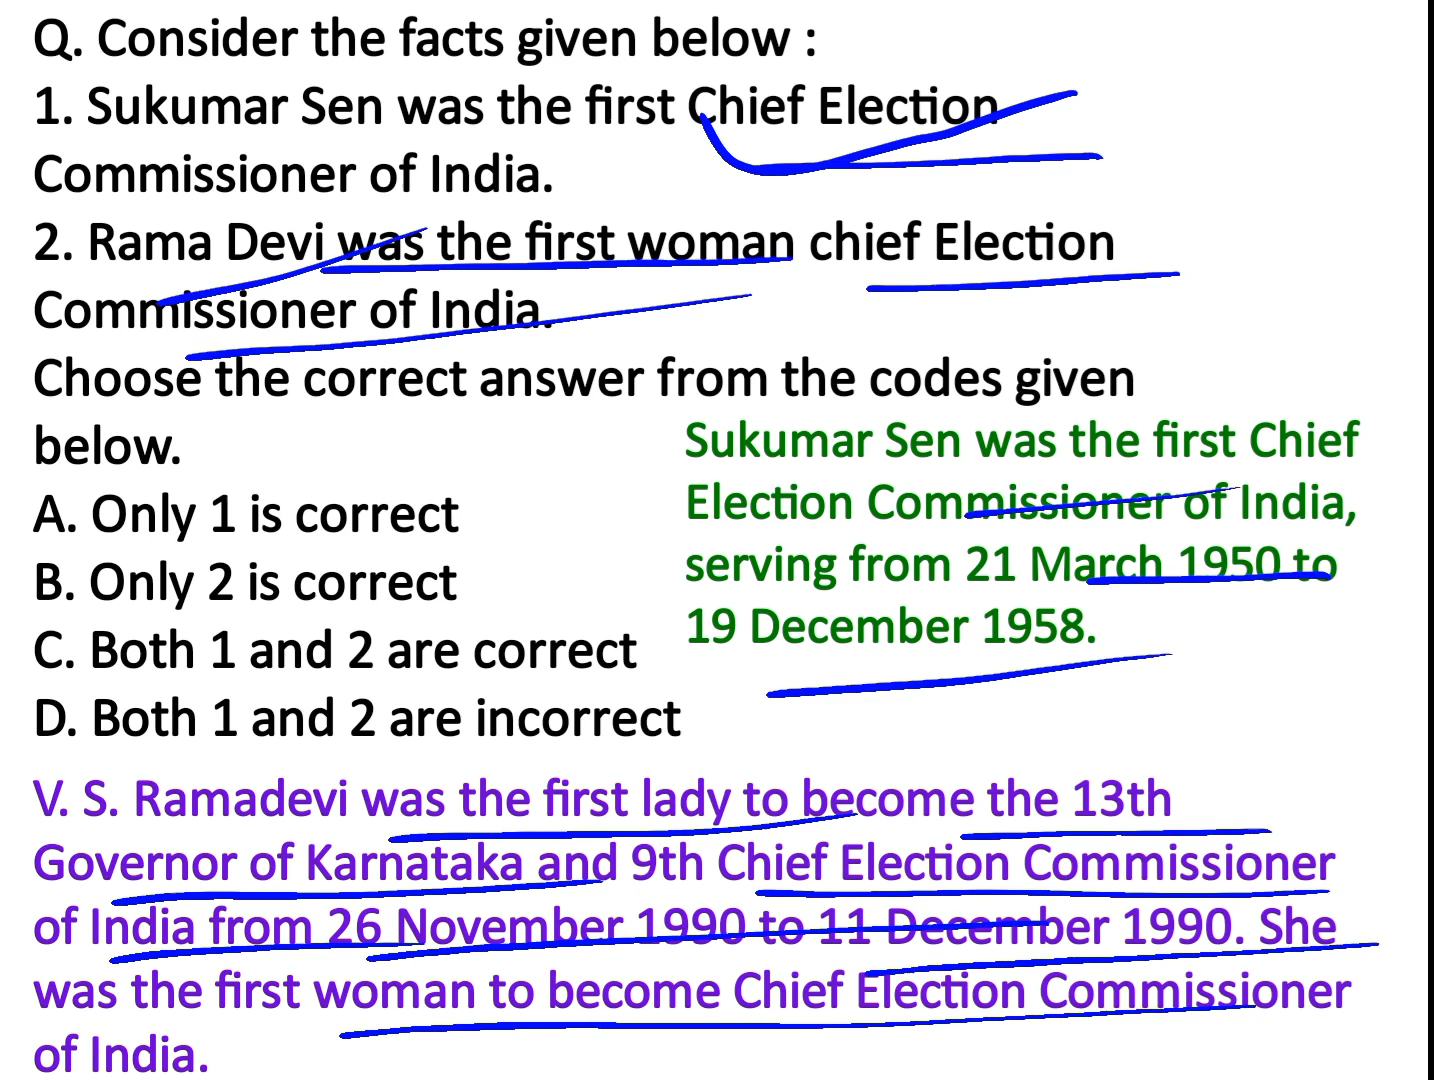 Q. Consider the facts given below :
1. Sukumar Sen was the first Chief Election
Commissioner of India.
2. Rama Devi was the first woman chief Election
Commissioner of India.
Choose the correct answer from the codes given
below.
A. Only 1 is correct
B. Only 2 is correct
C. Both 1 and 2 are correct
D. Both 1 and 2 are incorrect
Sukumar Sen was the first Chief
Election Commissioner of India,
serving from 21 March 1950 to
19 December 1958.
V. S. Ramadevi was the first lady to become the 13th
Governor of Karnataka and 9th Chief Election Commissioner
of India from 26 November 1990 to 11 December 1990. She
was the first woman to become Chief Election Commissioner
of India.